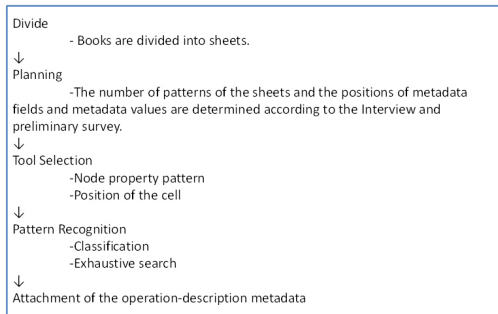 Divide
- Books are divided into sheets.
↓
Planning
-The number of patterns of the sheets and the positions of metadata
fields and metadata values are determined according to the Interview and
preliminary survey.
↓
Tool Selection
-Node property pattern
-Position of the cell
↓
Pattern Recognition
-Classification
-Exhaustive search
↓
Attachment of the operation-description metadata